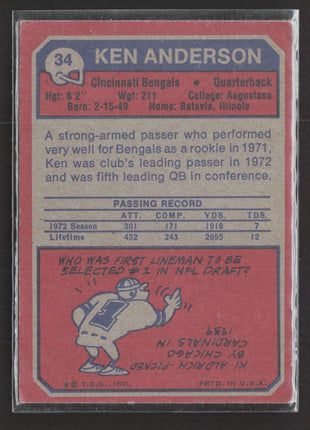 34
KEN ANDERSON
Cincinnati Bengals • Quarterback
Hgt: 6'2" Wgt: 211 College: Augustana
Born: 2-15-49 Home: Batavia, Illinois
A strong-armed passer who performed
very well for Bengals as a rookie in 1971,
Ken was club's leading passer in 1972
and was fifth leading QB in conference.
PASSING RECORD
ATT. COMP. YDS. TDS.
1972 Season 301 171 1918 7
Lifetime 432 243 2695 12
WHO WAS FIRST LINEMAN TO BE
SELECTED #1 IN NFL DRAFT?
1
KI ALDRICH-PICKED
BY CHICAGO
CARDINALS IN
1939
© T.C.G., INC. PRTD. IN U.S.A.